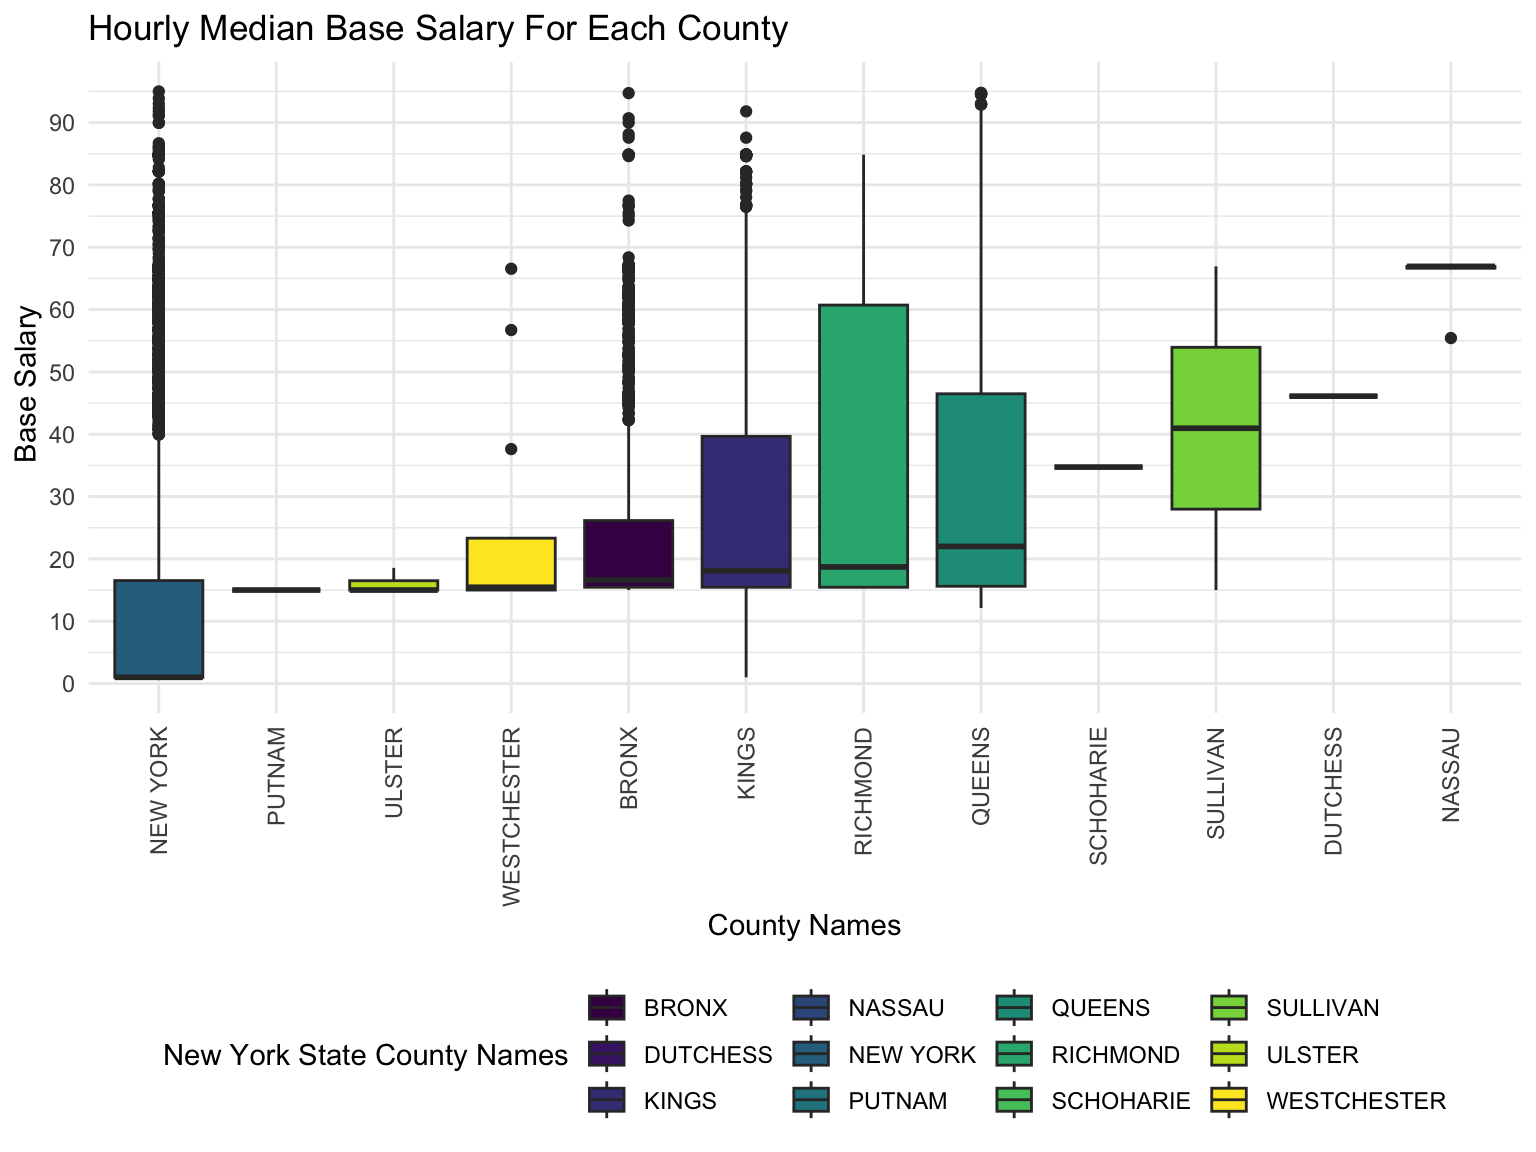 Hourly Median Base Salary For Each County
Base Salary
90
80
70
60
50
40
30
20
10
0
NEW YORK
PUTNAM
ULSTER
WESTCHESTER
BRONX
KINGS
RICHMOND
QUEENS
SCHOHARIE
SULLIVAN
DUTCHESS
NASSAU
County Names
New York State County Names
BRONX
DUTCHESS
KINGS
NASSAU
NEW YORK
PUTNAM
QUEENS
RICHMOND
SCHOHARIE
SULLIVAN
ULSTER
WESTCHESTER